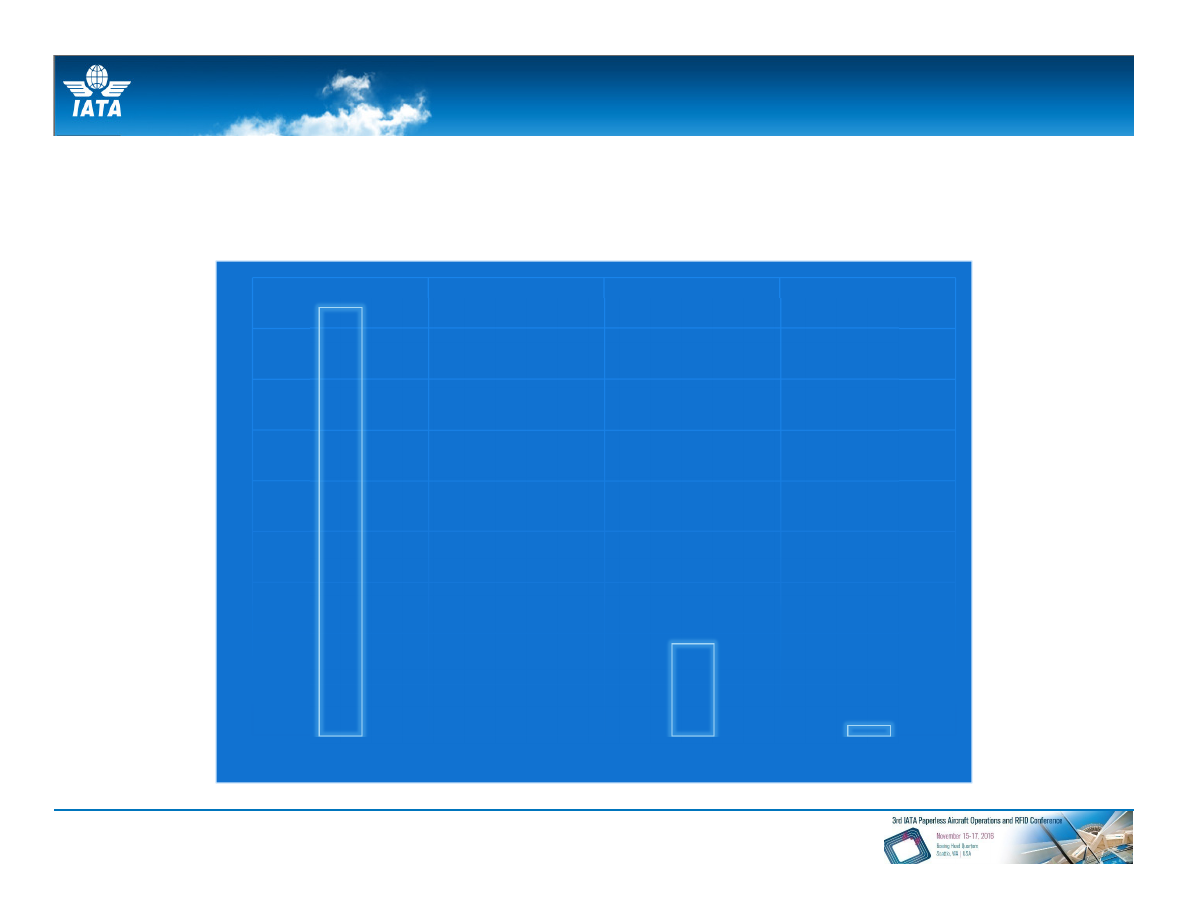 IATA
3rd IATA Paperless Aircraft Operations and RFID Conference
November 15-17, 2016
Boeing Head Quarters
Seattle, WA | USA